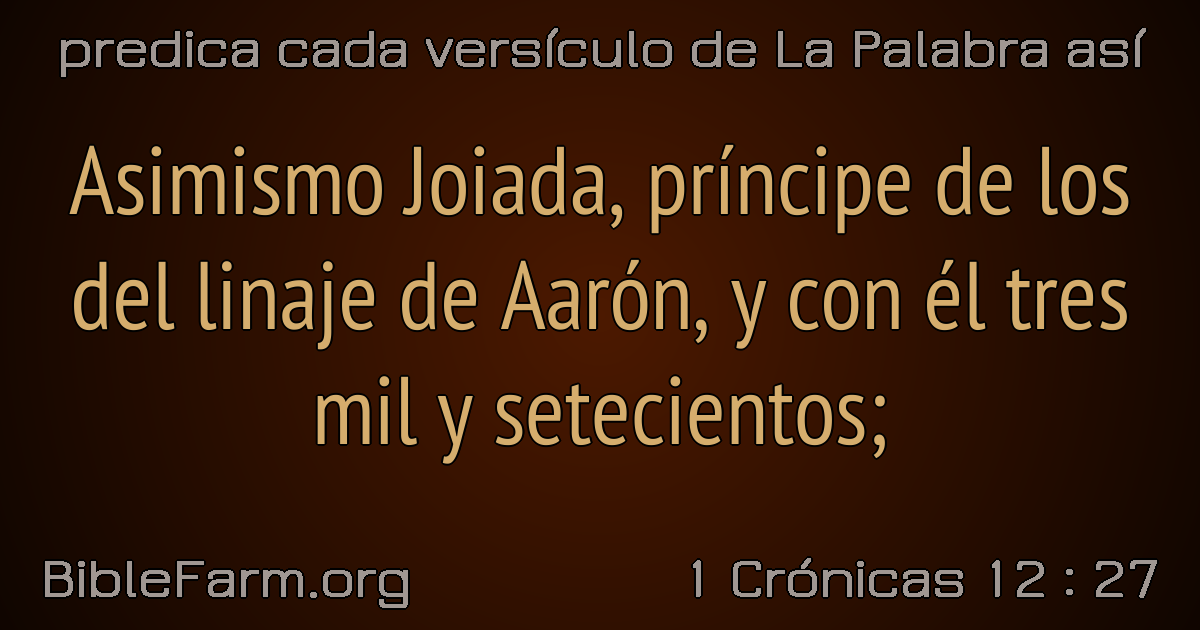 predica cada versículo de La Palabra así
Asimismo Joiada, príncipe de los
del linaje de Aarón, y con él tres
mil y setecientos;
BibleFarm.org
1 Crónicas 12 : 27